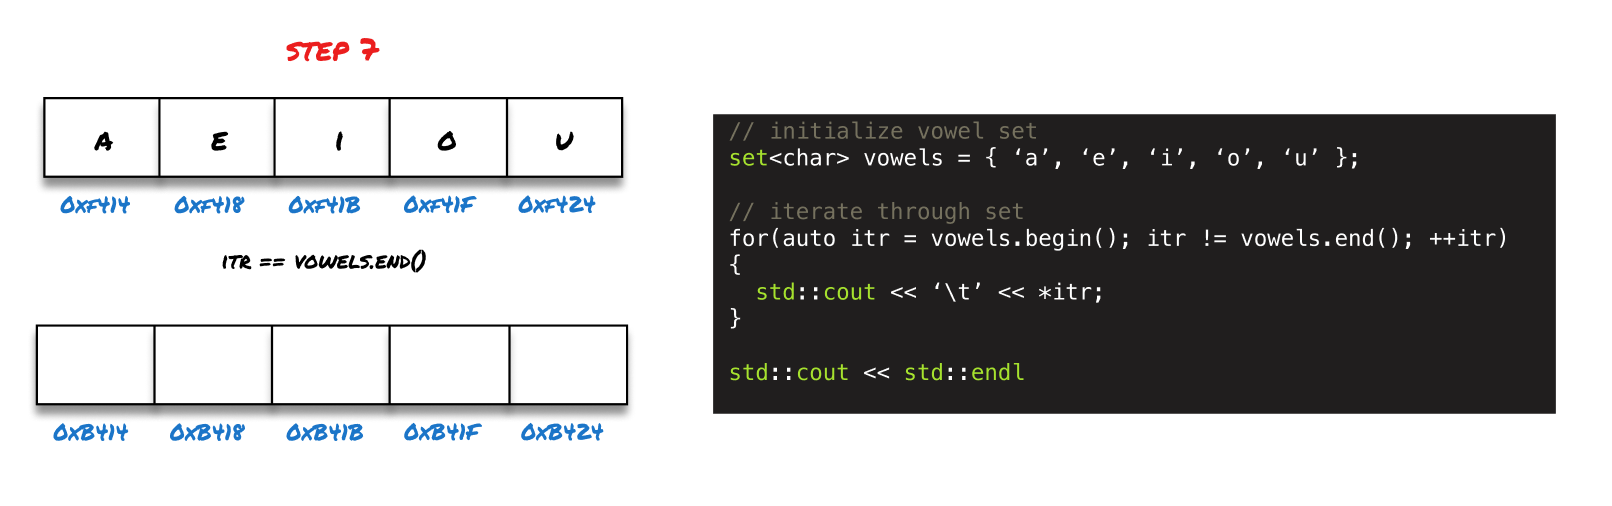 STEP 7
A E I O U
0xF414 0xF418 0xF41B 0xF41F 0xF424
ITR == VOWELS.END()
0xB414 0xB418 0xB41B 0xB41F 0xB424
// initialize vowel set
set<char> vowels = { ‘a’, ‘e’, ‘i’, ‘o’, ‘u’ };
// iterate through set
for(auto itr = vowels.begin(); itr != vowels.end(); ++itr)
{
std::cout << ‘\t’ << *itr;
}
std::cout << std::endl